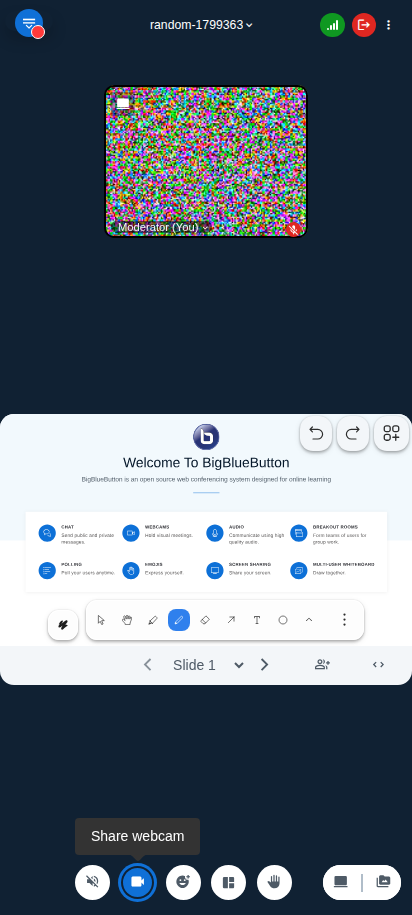 random-1799363
Moderator (You)
Welcome To BigBlueButton
BigBlueButton is an open source web conferencing system designed for online learning
CHAT
Send public and private messages.
WEBCAMS
Hold visual meetings.
AUDIO
Communicate using high quality audio.
BREAKOUT ROOMS
Form teams of users for group work.
POLLING
Poll your users anytime.
EMOJIS
Express yourself.
SCREEN SHARING
Share your screen.
MULTI-USER WHITEBOARD
Draw together.
Slide 1
Share webcam